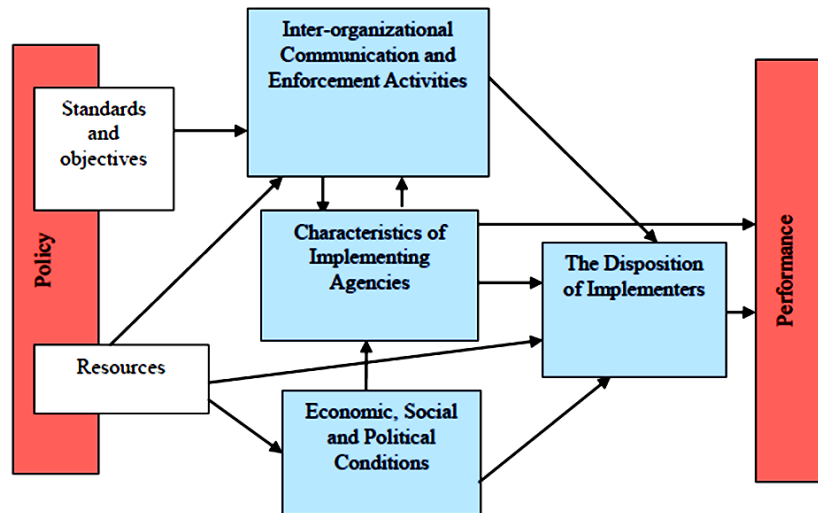 Policy
Standards
and
objectives
Resources
Inter-organizational
Communication and
Enforcement Activities
Characteristics of
Implementing
Agencies
Economic, Social
and Political
Conditions
The Disposition
of Implementers
Performance